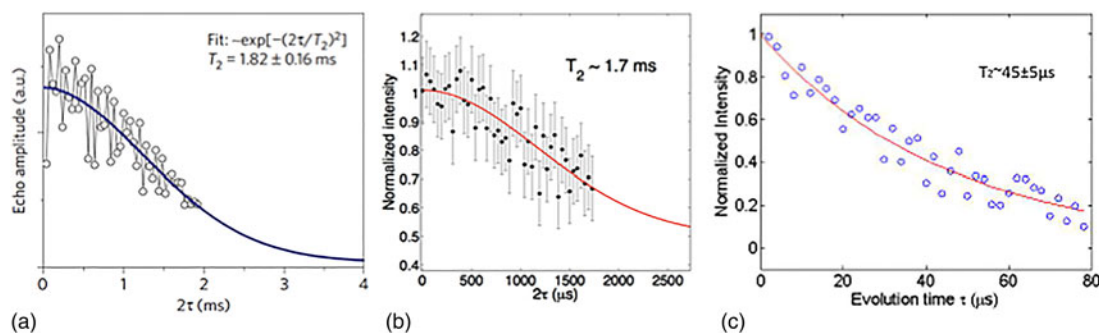 Fit: ~exp[-(2τ/T₂)²]
T₂ = 1.82 ± 0.16 ms
Echo amplitude (a.u.)
0 1 2 3 4
2τ (ms)
(a)
T₂ ~ 1.7 ms
Normalized intensity
1.2
1.1
1
0.9
0.8
0.7
0.6
0.5
0.4
0 500 1000 1500 2000 2500
2τ (μs)
(b)
T₂~45±5μs
Normalized Intensity
1
0.8
0.6
0.4
0.2
0
0 20 40 60 80
Evolution time τ (μs)
(c)